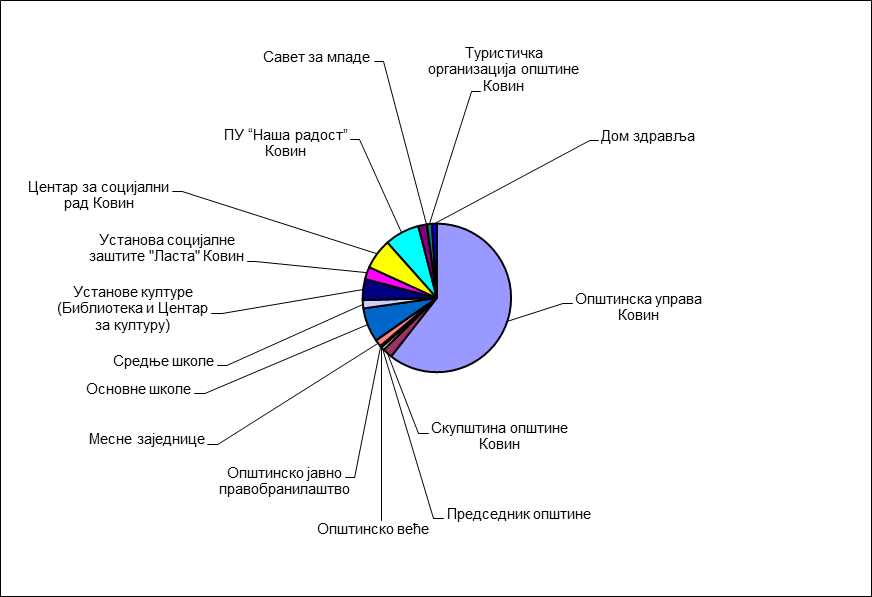 Савет за младе
Туристичка
организација општине
Ковин
ПУ “Наша радост”
Ковин
Дом здравља
Центар за социјални
рад Ковин
Установа социјалне
заштите "Ласта" Ковин
Установе културе
(Библиотека и Центар
за културу)
Општинска управа
Ковин
Средње школе
Основне школе
Месне заједнице
Скупштина општине
Ковин
Општинско јавно
правобранилаштво
Председник општине
Општинско веће